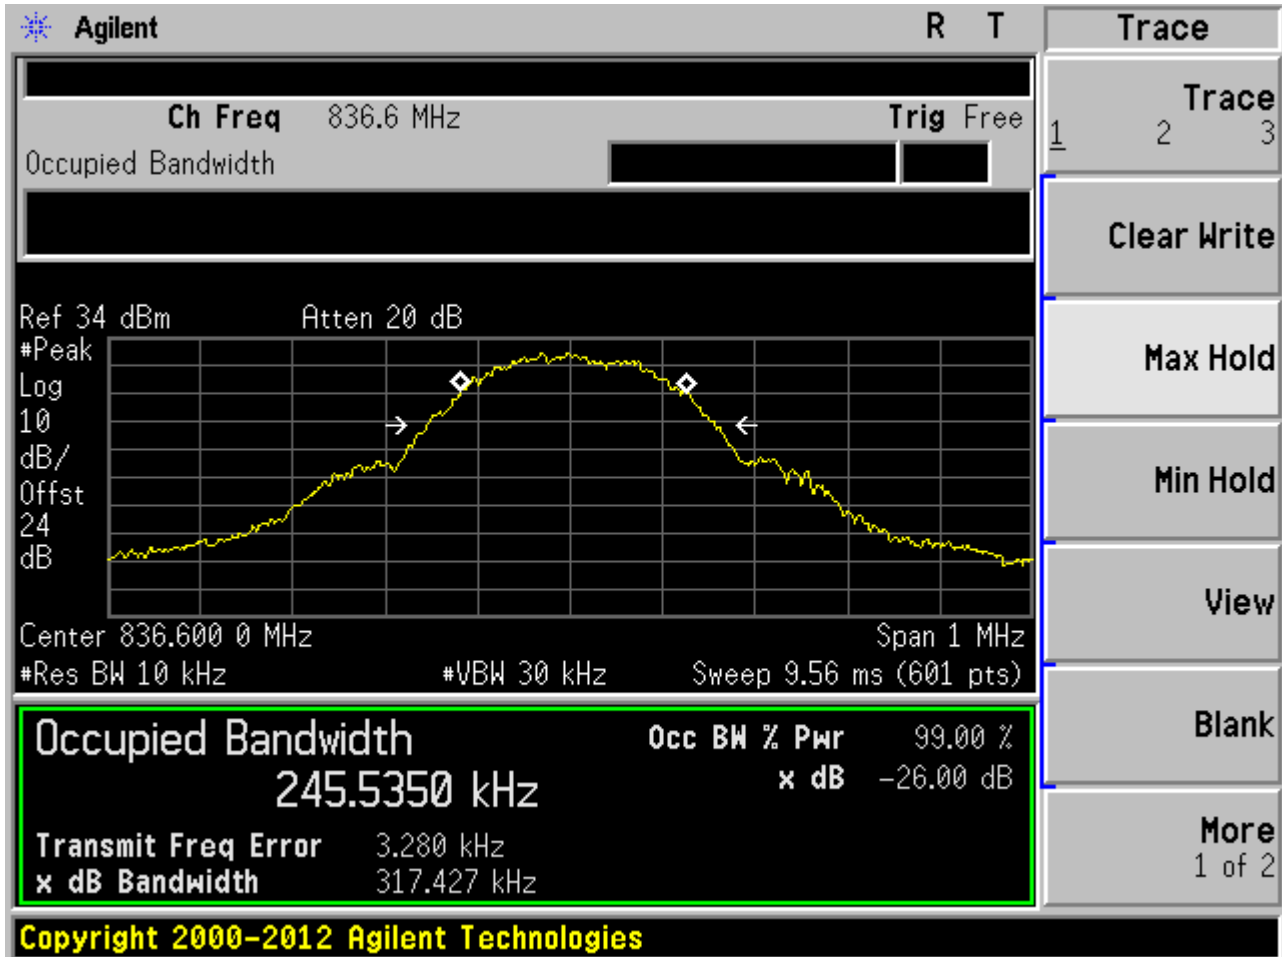 Agilent R T Trace
Ch Freq 836.6 MHz Trig Free
Occupied Bandwidth
Trace
1 2 3
Clear Write
Max Hold
Min Hold
View
Blank
More
1 of 2
Ref 34 dBm Atten 20 dB
#Peak
Log
10
dB/
Offst
24
dB
Center 836.600 0 MHz Span 1 MHz
#Res BW 10 kHz #VBW 30 kHz Sweep 9.56 ms (601 pts)
Occupied Bandwidth Occ BW % Pwr 99.00 %
245.5350 kHz x dB -26.00 dB
Transmit Freq Error 3.280 kHz
x dB Bandwidth 317.427 kHz
Copyright 2000-2012 Agilent Technologies